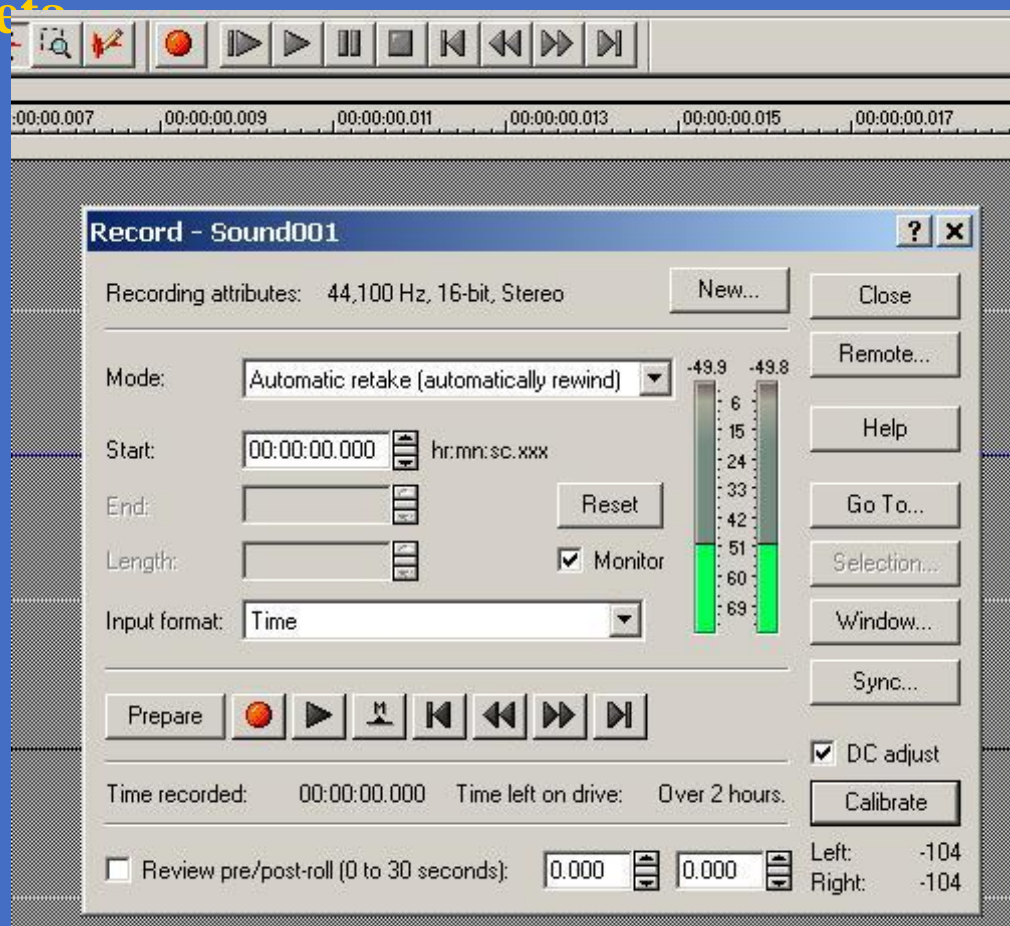 :00:00.007 00:00:00.009 00:00:00.011 00:00:00.013 00:00:00.015 00:00:00.017
Record - Sound001
Recording attributes: 44,100 Hz, 16-bit, Stereo
New...
Close
Mode: Automatic retake (automatically rewind)
-49.9 -49.8
Remote...
6
15
24
33
42
51
60
69
Help
Start: 00:00:00.000 hr:mn:sc.xxx
End:
Reset
Go To...
Length:
Monitor
Selection...
Input format: Time
Window...
Sync...
Prepare
M
DC adjust
Time recorded: 00:00:00.000 Time left on drive: Over 2 hours.
Calibrate
Review pre/post-roll (0 to 30 seconds): 0.000 0.000
Left: -104
Right: -104